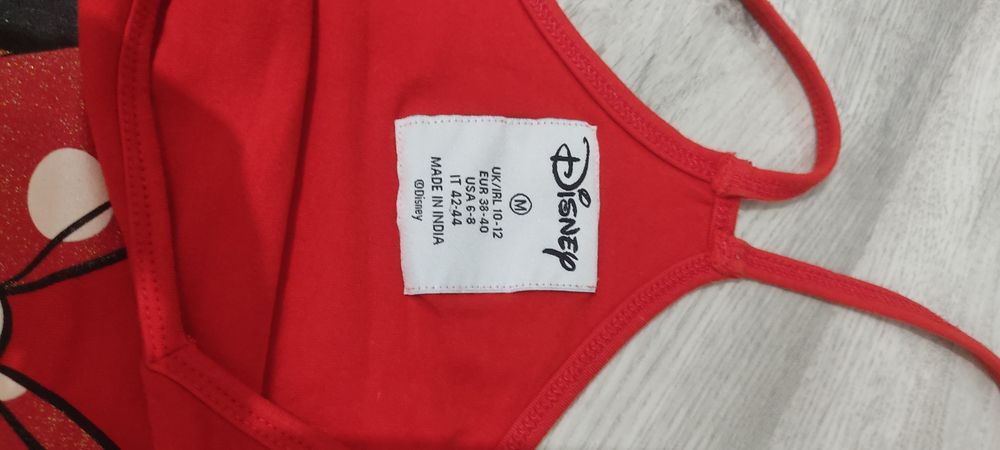 Disney
M
UK/IRL 10-12
EUR 38-40
USA 6-8
IT 42-44
MADE IN INDIA
©Disney